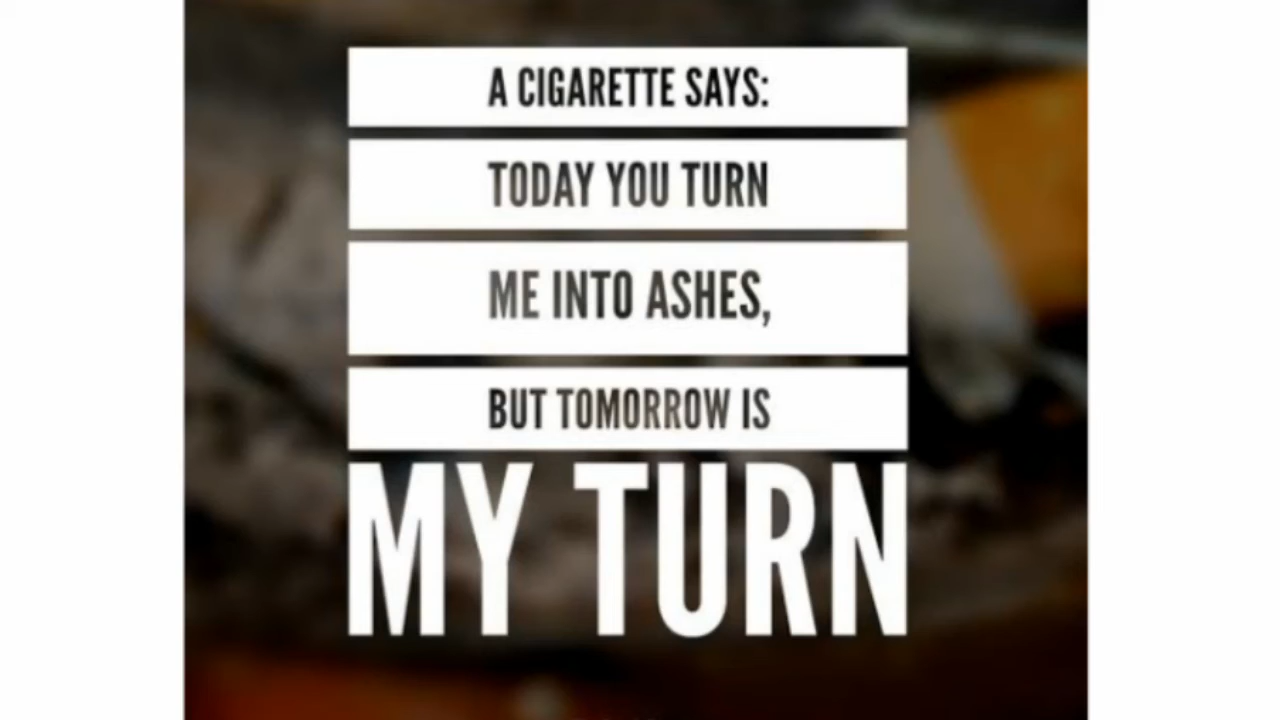 A CIGARETTE SAYS:
TODAY YOU TURN
ME INTO ASHES,
BUT TOMORROW IS
MY TURN